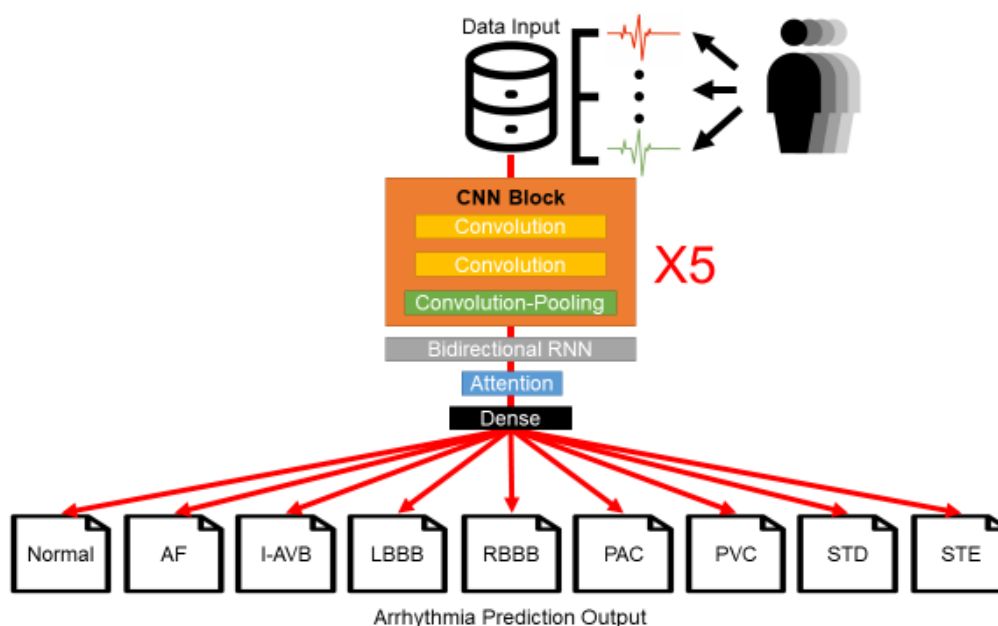 Data Input
CNN Block
Convolution
Convolution
X5
Convolution-Pooling
Bidirectional RNN
Attention
Dense
Normal
AF
I-AVB
LBBB
RBBB
PAC
PVC
STD
STE
Arrhythmia Prediction Output